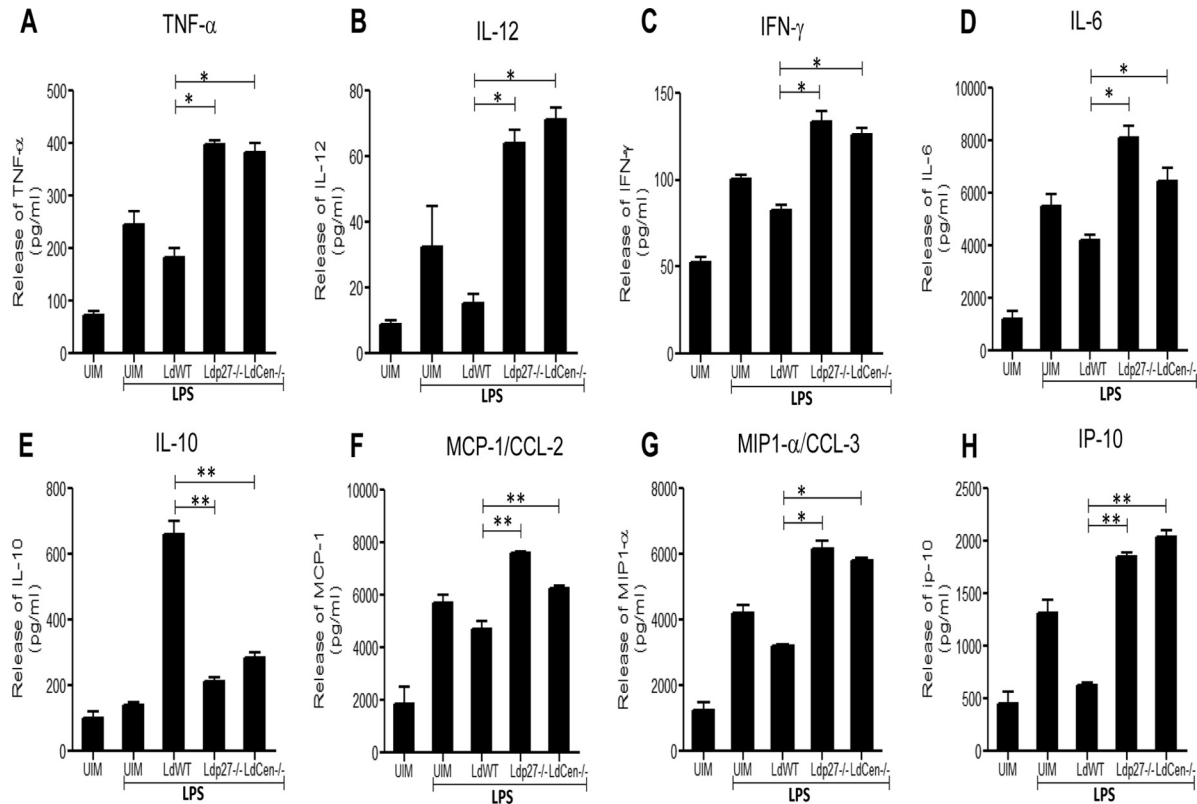 A
TNF-α
Release of TNF-α
(pg/ml)
500
400
300
200
100
0
*
*
UIM
UIM
LdWT
Ldp27-/-
LdCen-/-
LPS
B
IL-12
Release of IL-12
(pg/ml)
80
60
40
20
0
*
*
UIM
UIM
LdWT
Ldp27-/-
LdCen-/-
LPS
C
IFN-γ
Release of IFN-γ
(pg/ml)
150
100
50
0
*
*
UIM
UIM
LdWT
Ldp27-/-
LdCen-/-
LPS
D
IL-6
Release of IL-6
(pg/ml)
10000
8000
6000
4000
2000
0
*
*
UIM
UIM
LdWT
Ldp27-/-
LdCen-/-
LPS
E
IL-10
Release of IL-10
(pg/ml)
800
600
400
200
0
**
**
UIM
UIM
LdWT
Ldp27-/-
LdCen-/-
LPS
F
MCP-1/CCL-2
Release of MCP-1
(pg/ml)
10000
8000
6000
4000
2000
0
**
**
UIM
UIM
LdWT
Ldp27-/-
LdCen-/-
LPS
G
MIP1-α/CCL-3
Release of MIP1-α
(pg/ml)
8000
6000
4000
2000
0
*
*
UIM
UIM
LdWT
Ldp27-/-
LdCen-/-
LPS
H
IP-10
Release of ip-10
(pg/ml)
2500
2000
1500
1000
500
0
**
**
UIM
UIM
LdWT
Ldp27-/-
LdCen-/-
LPS